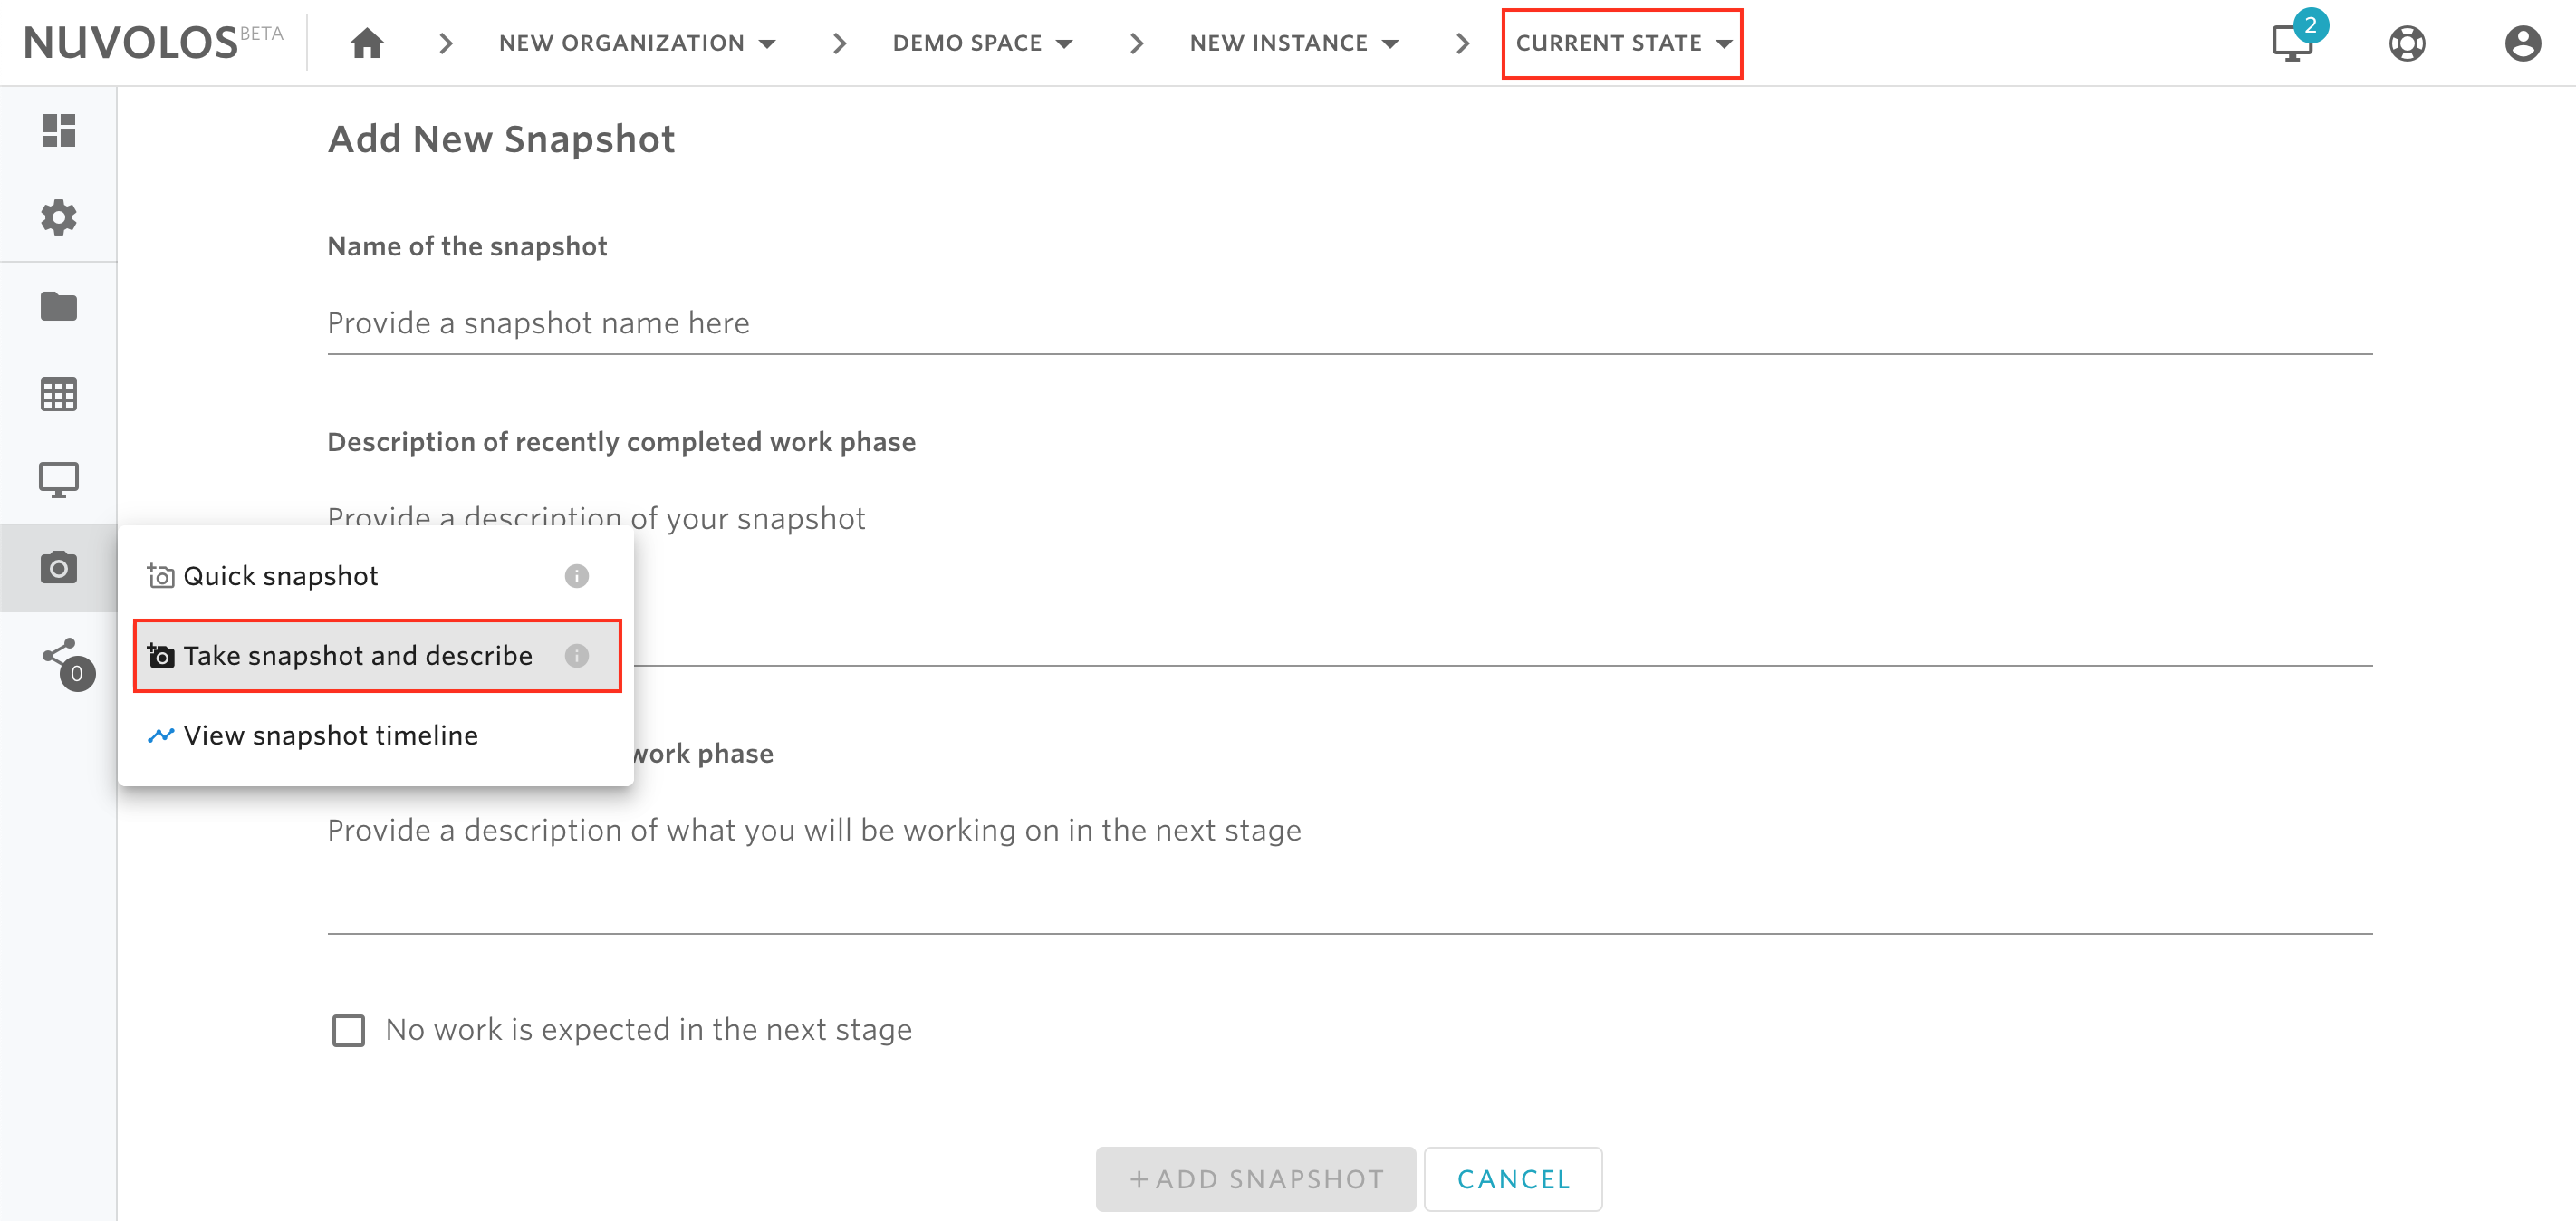 NUVOLOS BETA NEW ORGANIZATION DEMO SPACE NEW INSTANCE CURRENT STATE 2
Add New Snapshot
Name of the snapshot
Provide a snapshot name here
Description of recently completed work phase
Provide a description of your snapshot
Quick snapshot
Take snapshot and describe
0
View snapshot timeline
work phase
Provide a description of what you will be working on in the next stage
No work is expected in the next stage
+ADD SNAPSHOT CANCEL